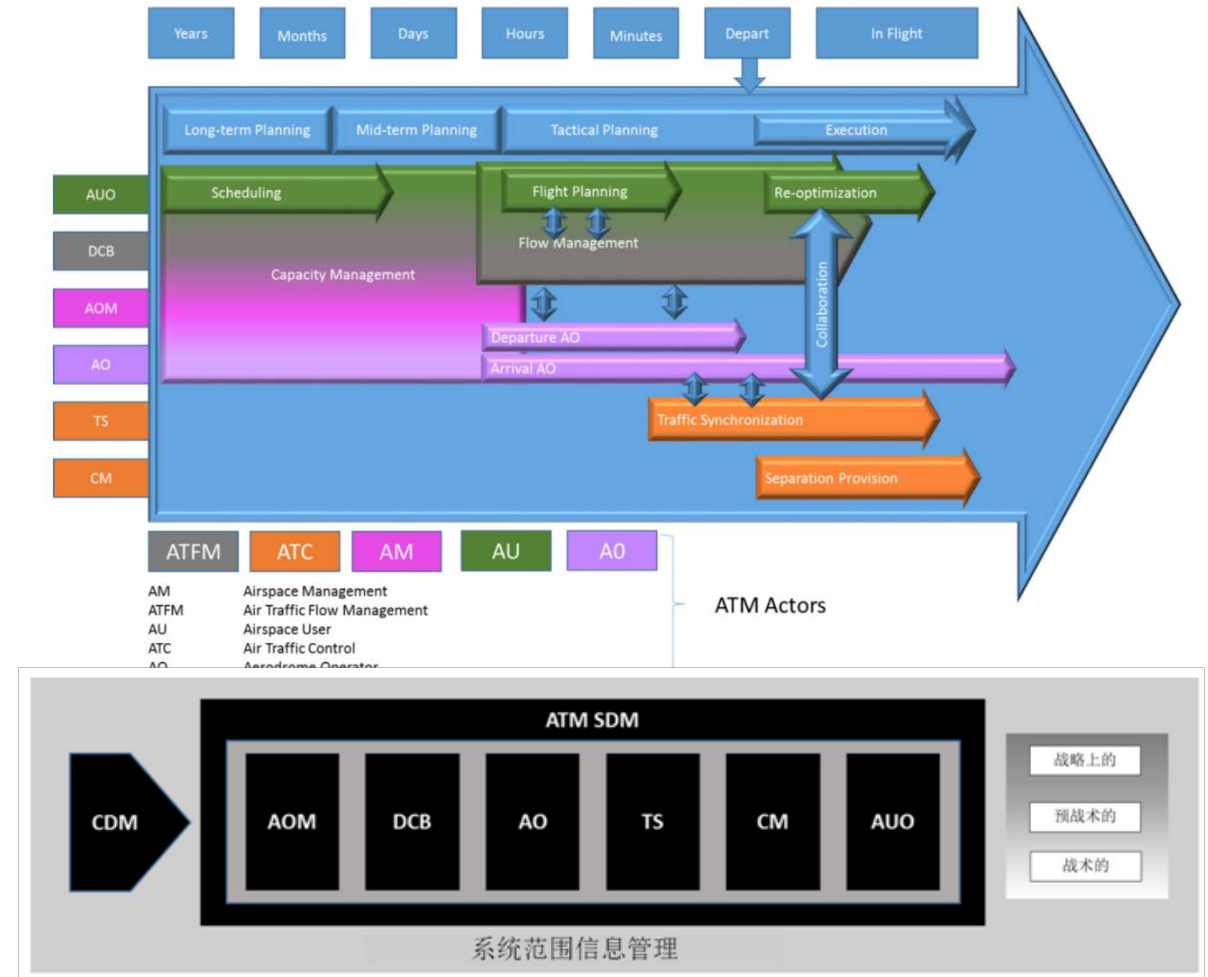 Years
Months
Days
Hours
Minutes
Depart
In Flight
Long-term Planning
Mid-term Planning
Tactical Planning
Execution
AUO
Scheduling
Flight Planning
Re-optimization
DCB
Flow Management
Capacity Management
Collaboration
AOM
Departure AO
AO
Arrival AO
TS
Traffic Synchronization
CM
Separation Provision
ATFM
ATC
AM
AU
A0
AM Airspace Management
ATFM Air Traffic Flow Management
AU Airspace User
ATC Air Traffic Control
AO Aerodrome Operator
ATM Actors
ATM SDM
CDM
AOM
DCB
AO
TS
CM
AUO
战略上的
预战术的
战术的
系统范围信息管理